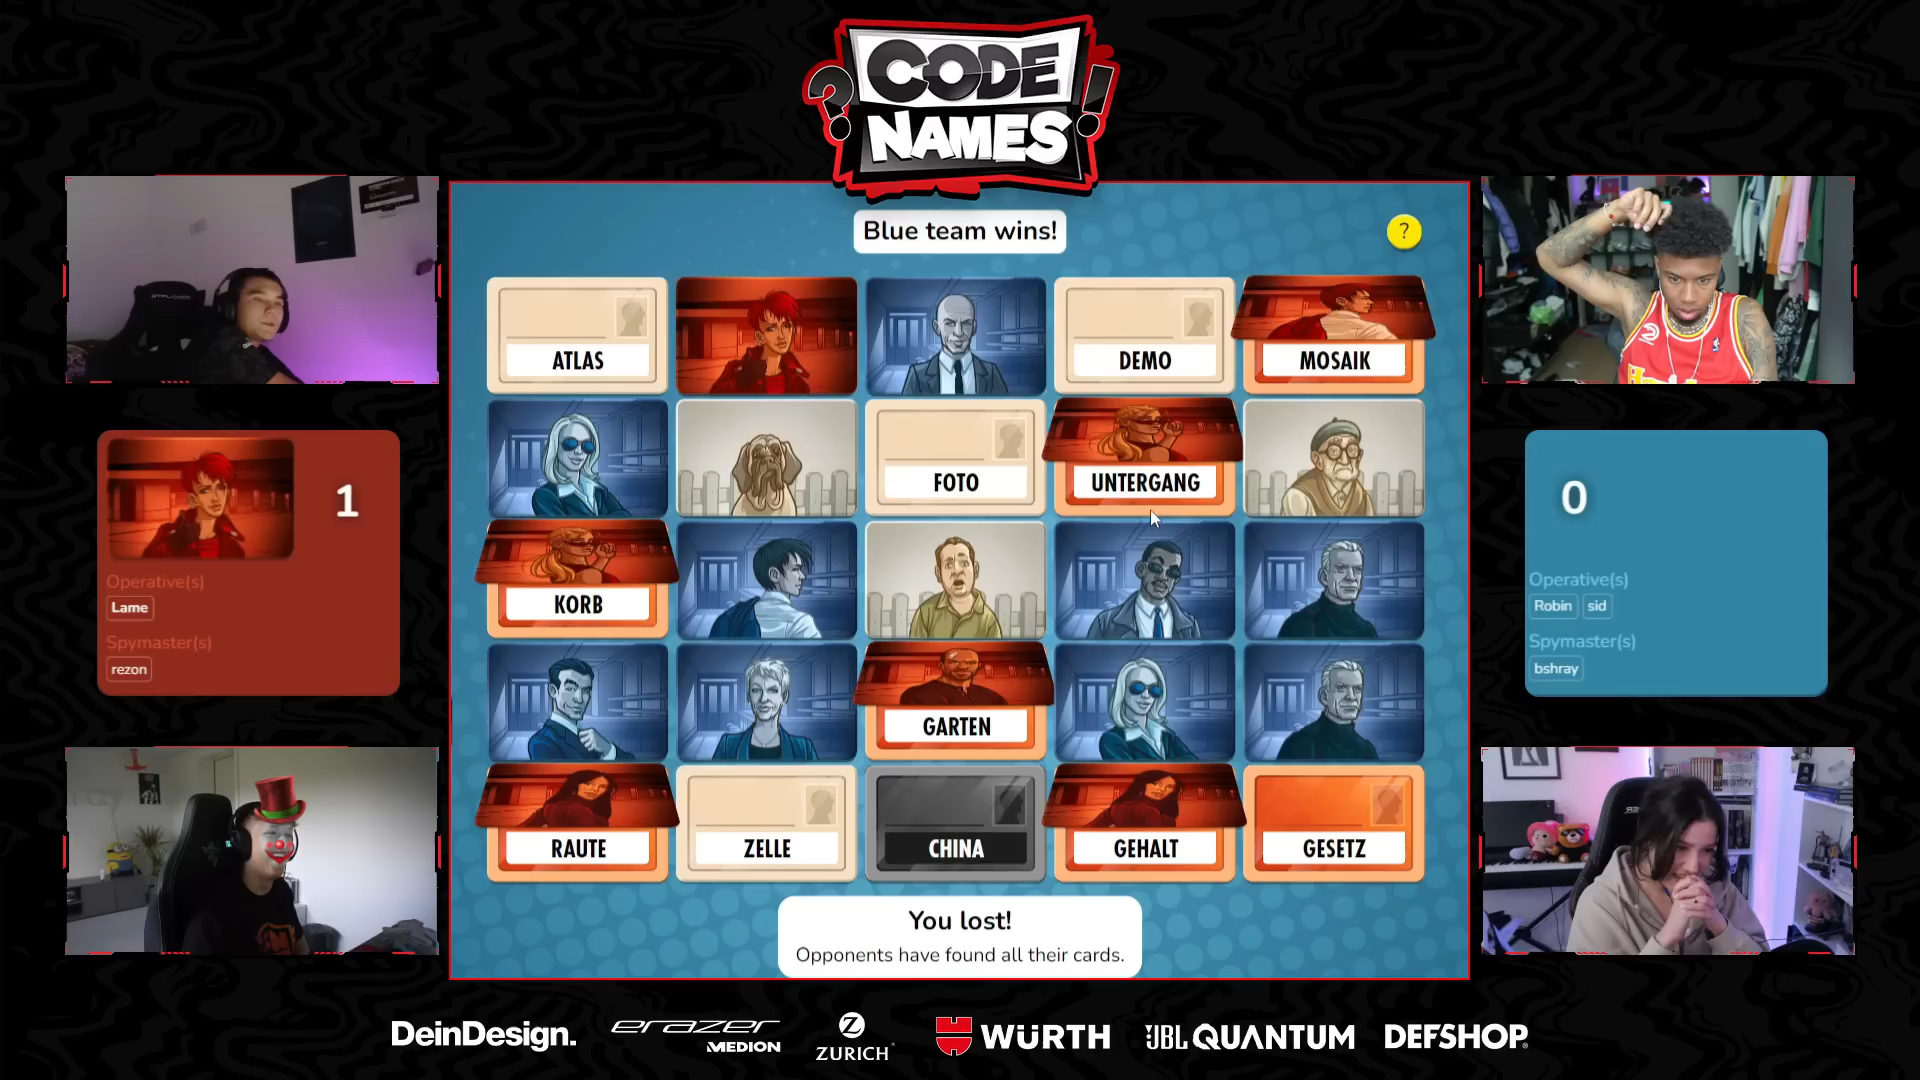 CODE
NAMES
Blue team wins!
?
ATLAS
DEMO
MOSAIK
FOTO
UNTERGANG
KORB
GARTEN
RAUTE
ZELLE
CHINA
GEHALT
GESETZ
1
Operative(s)
Lame
Spymaster(s)
rezon
0
Operative(s)
Robin sid
Spymaster(s)
bshray
You lost!
Opponents have found all their cards.
DeinDesign.
erazer
MEDION
Z
ZURICH
WÜRTH
JBL QUANTUM
DEFSHOP